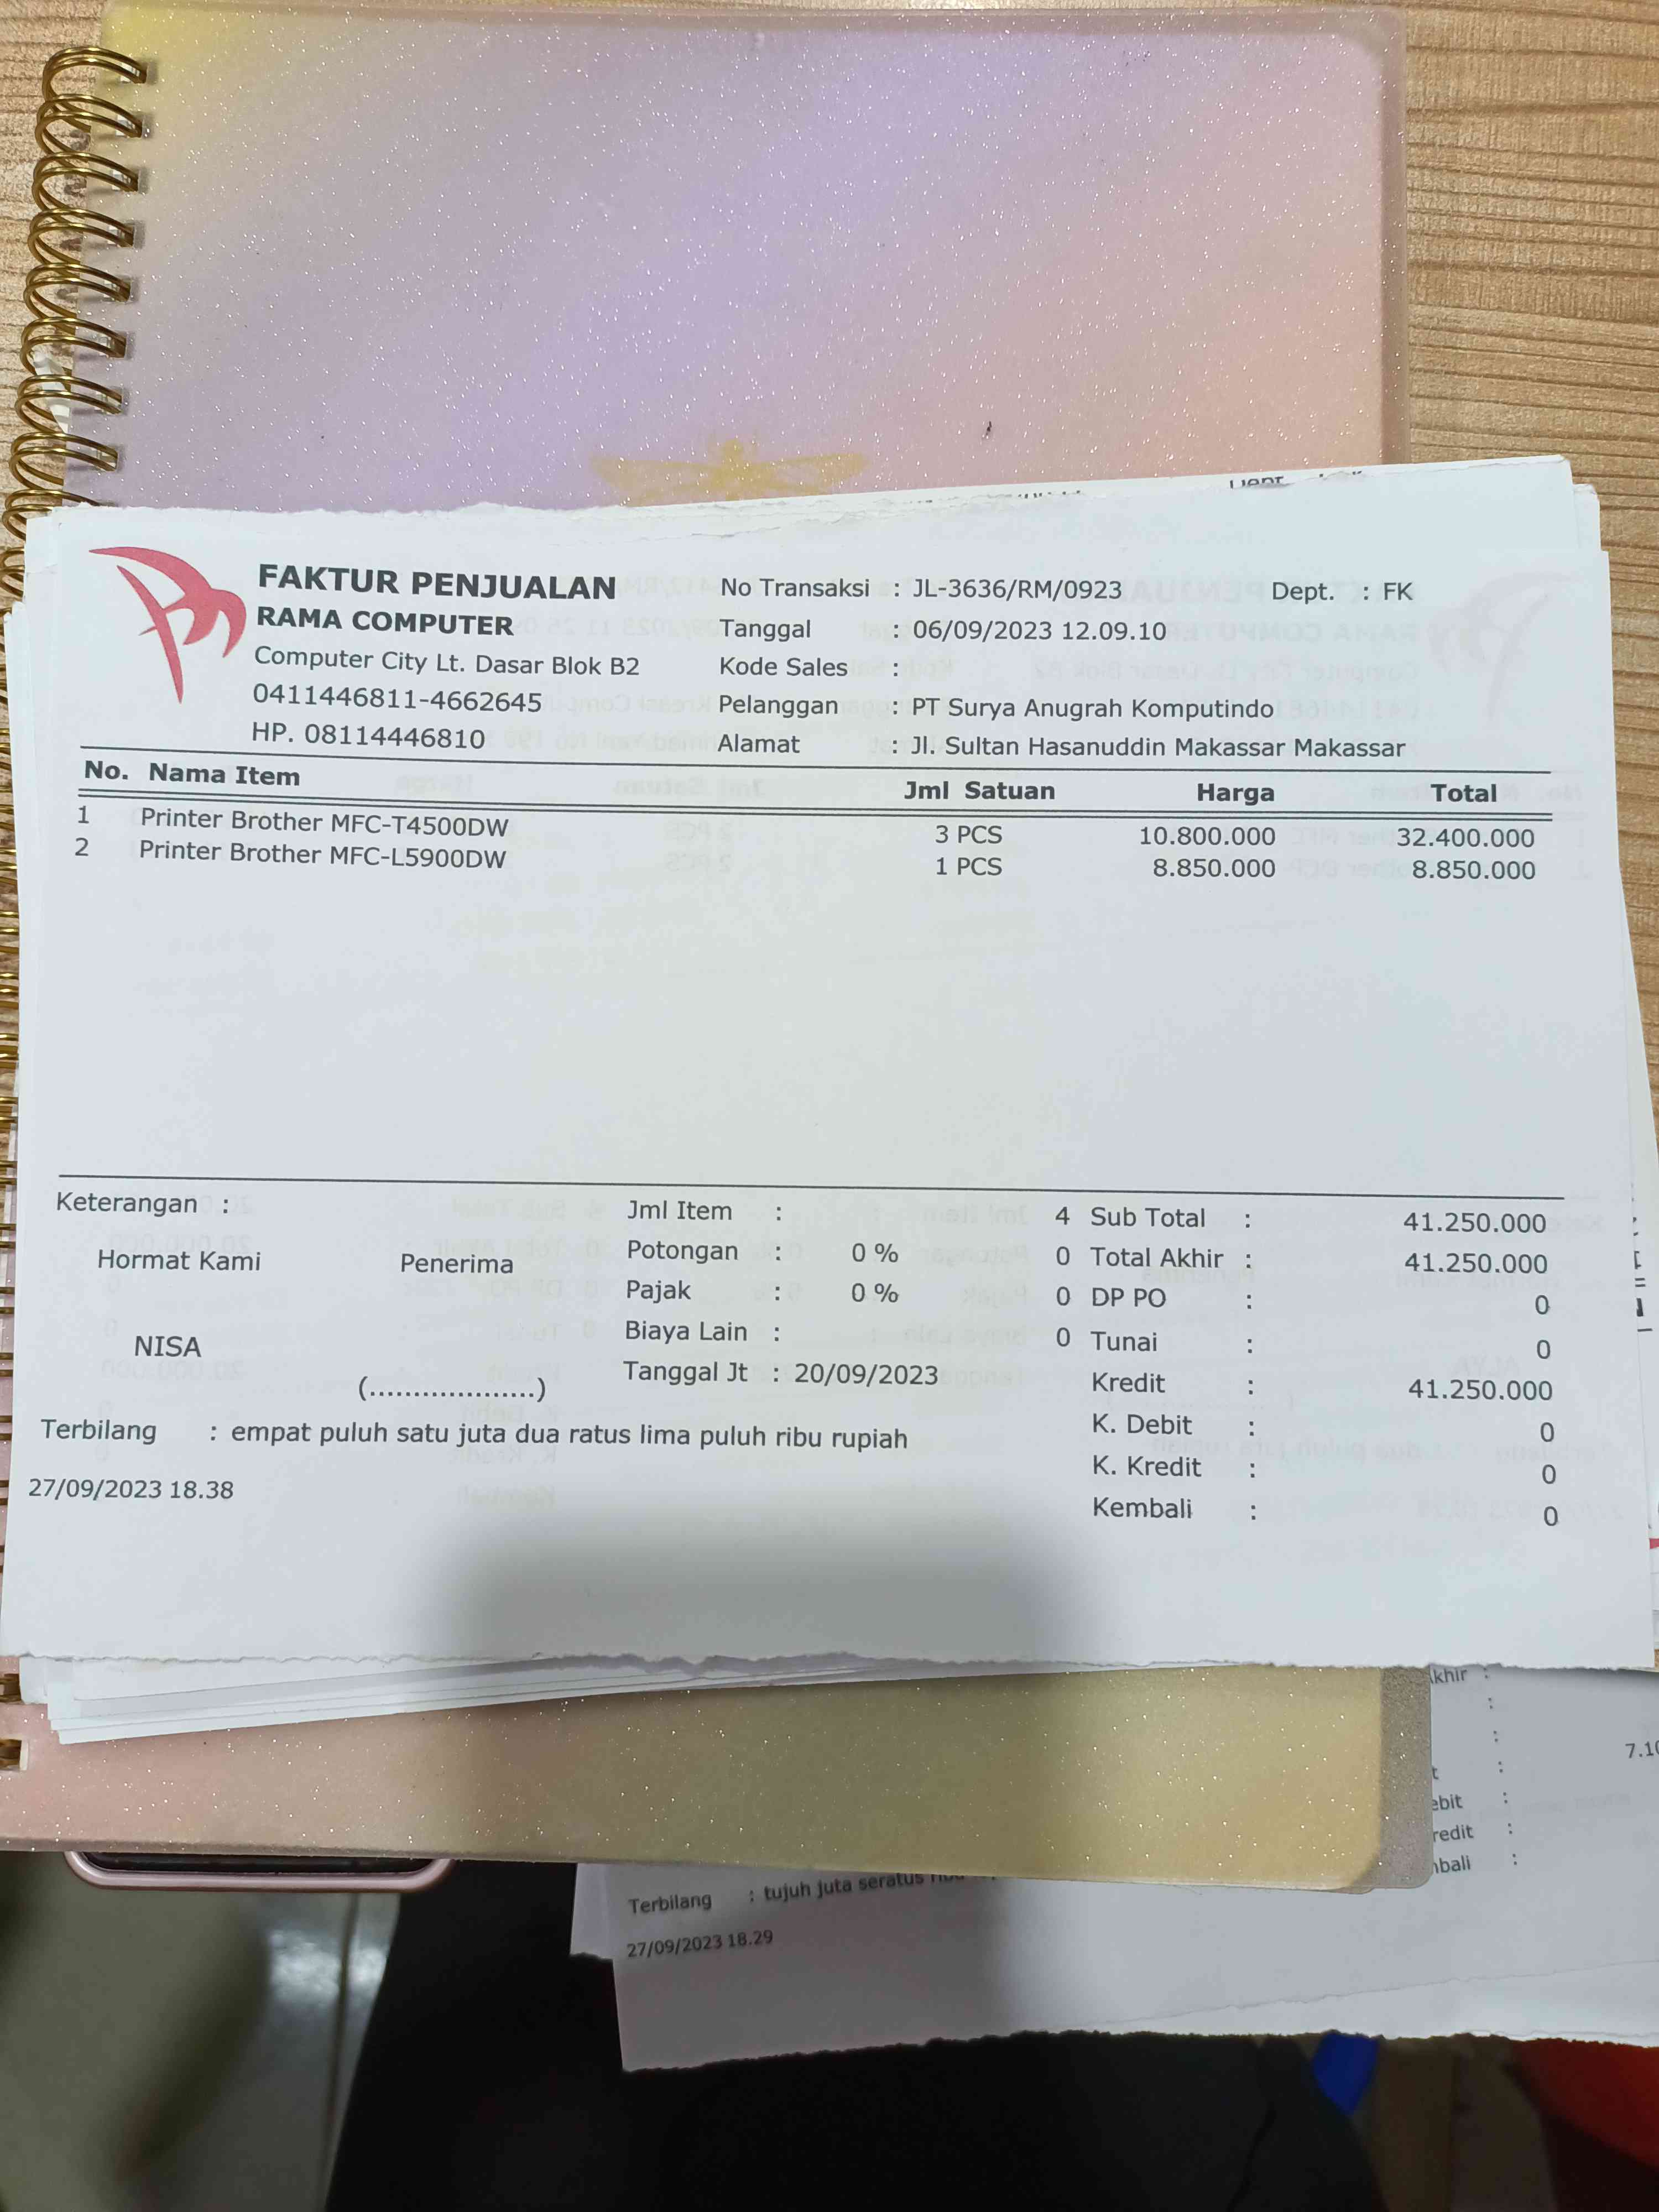 FAKTUR PENJUALAN
RAMA COMPUTER
Computer City Lt. Dasar Blok B2
0411446811-4662645
HP. 08114446810
No Transaksi : JL-3636/RM/0923 Dept. : FK
Tanggal : 06/09/2023 12.09.10
Kode Sales :
Pelanggan : PT Surya Anugrah Komputindo
Alamat : Jl. Sultan Hasanuddin Makassar Makassar
No. Nama Item Jml Satuan Harga Total
1 Printer Brother MFC-T4500DW 3 PCS 10.800.000 32.400.000
2 Printer Brother MFC-L5900DW 1 PCS 8.850.000 8.850.000
Keterangan :
Hormat Kami Penerima
NISA
(...................)
Jml Item : 4
Potongan : 0 % 0
Pajak : 0 % 0
Biaya Lain : 0
Tanggal Jt : 20/09/2023
Sub Total : 41.250.000
Total Akhir : 41.250.000
DP PO : 0
Tunai : 0
Kredit : 41.250.000
K. Debit : 0
K. Kredit : 0
Kembali : 0
Terbilang : empat puluh satu juta dua ratus lima puluh ribu rupiah
27/09/2023 18.38
Terbilang : tujuh juta seratus
27/09/2023 18.29